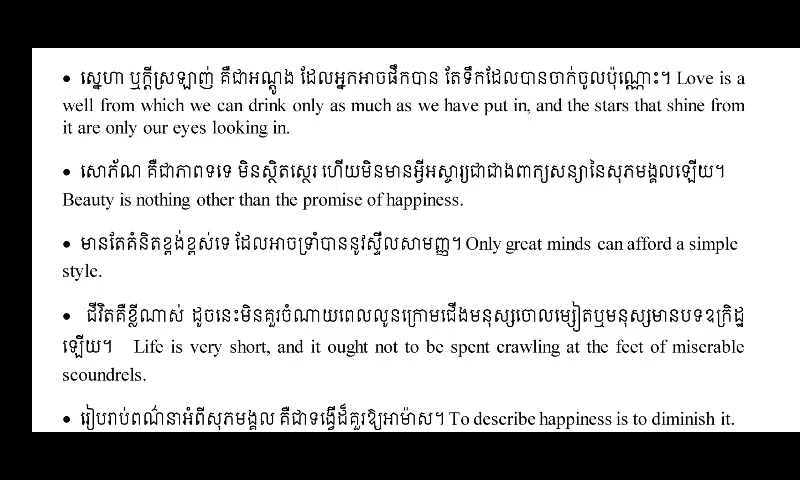 • ស្នេហា ឬក្ដីស្រឡាញ់ គឺជាអណ្ដូង ដែលអ្នកអាចផឹកបាន តែទឹកដែលបានចាក់ចូលប៉ុណ្ណោះ។ Love is a
well from which we can drink only as much as we have put in, and the stars that shine from
it are only our eyes looking in.
• សោភ័ណ គឺជាភាពទទេ មិនស្ថិតស្ថេរ ហើយមិនមានអ្វីអស្ចារ្យជាជាងពាក្យសន្យានៃសុភមង្គលឡើយ។
Beauty is nothing other than the promise of happiness.
• មានតែគំនិតខ្ពង់ខ្ពស់ទេ ដែលអាចទ្រាំបាននូវស្ទីលសាមញ្ញ។ Only great minds can afford a simple
style.
• ជីវិតគឺខ្លីណាស់ ដូចនេះមិនគួរចំណាយពេលលូនក្រោមជើងមនុស្សចោលម្សៀតឬមនុស្សមានបទឧក្រិដ្ឋ
ឡើយ។ Life is very short, and it ought not to be spent crawling at the feet of miserable
scoundrels.
• រៀបរាប់ពណ៌នាអំពីសុភមង្គល គឺជាទង្វើដ៏គួរឱ្យអាម៉ាស។ To describe happiness is to diminish it.